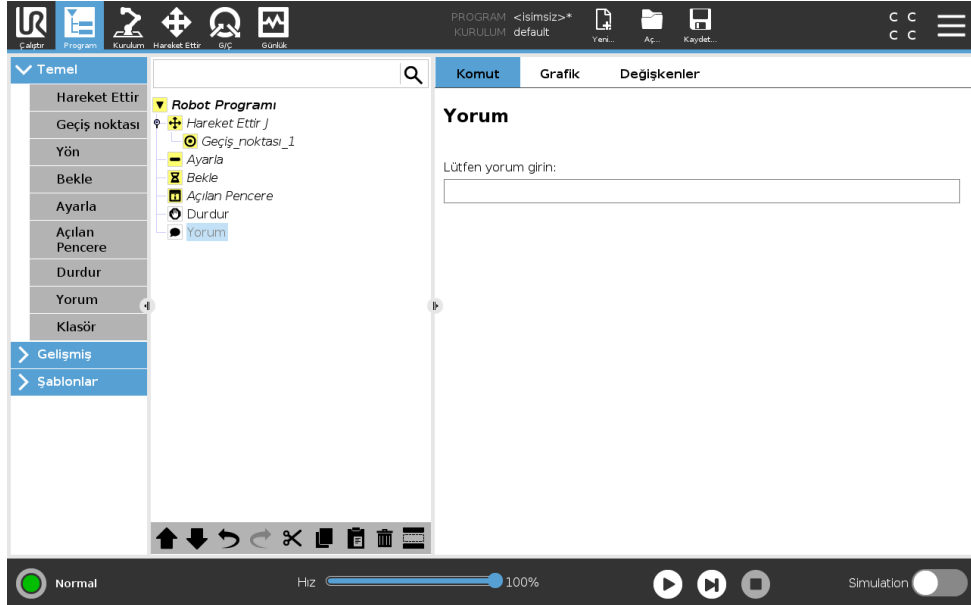 PROGRAM <isimsiz>*
KURULUM default
C C
C C
Çalıştır Program Kurulum Hareket Ettir G/Ç Günlük Yeni... Aç... Kaydet...
Temel
Hareket Ettir
Geçiş noktası
Yön
Bekle
Ayarla
Açılan
Pencere
Durdur
Yorum
Klasör
Gelişmiş
Şablonlar
Robot Programı
Hareket Ettir J
Geçiş_noktası_1
Ayarla
Bekle
Açılan Pencere
Durdur
Yorum
Komut Grafik Değişkenler
Yorum
Lütfen yorum girin:
Normal Hız 100% Simulation